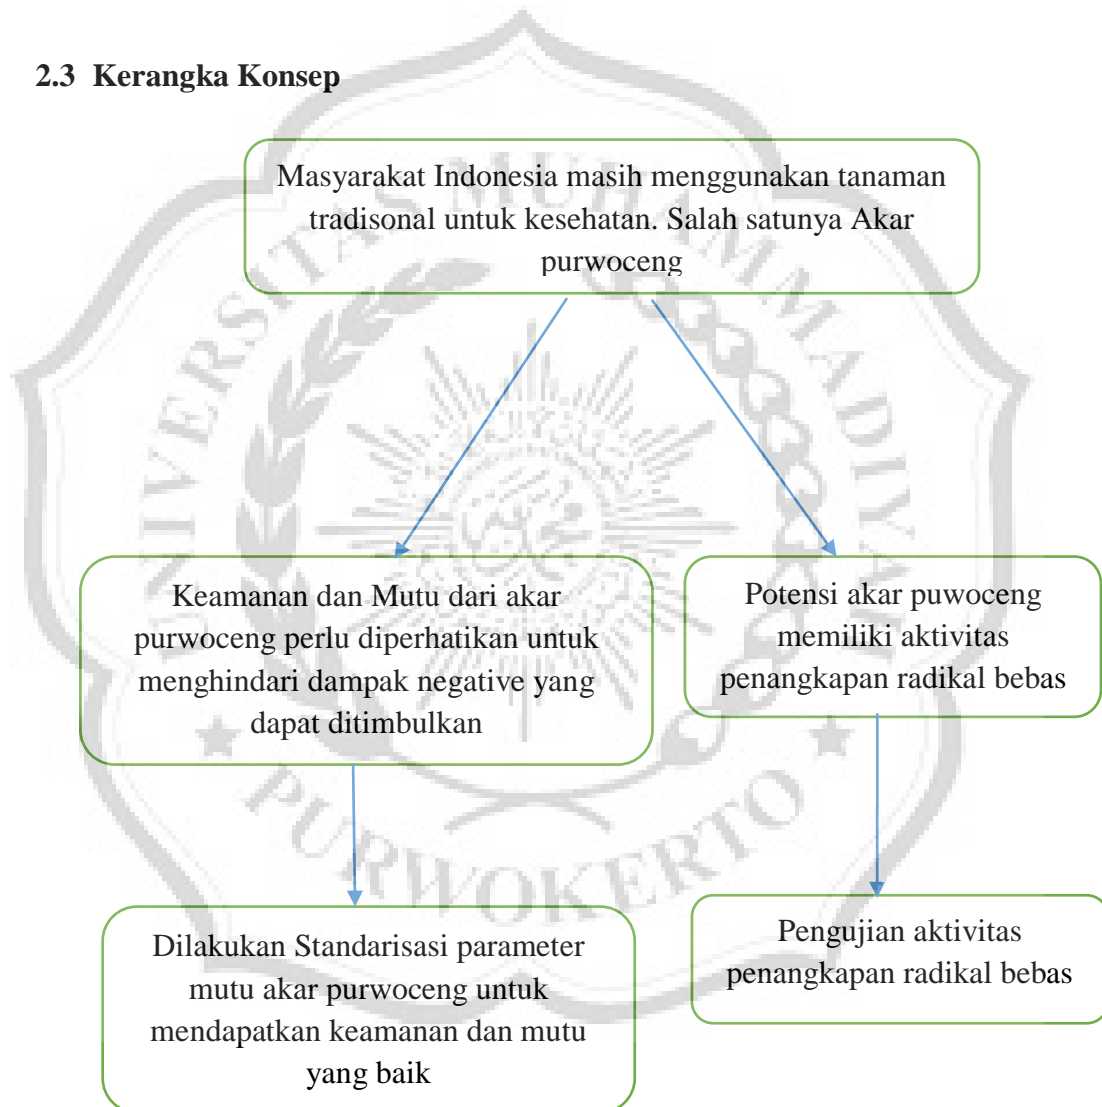 2.3 Kerangka Konsep
Masyarakat Indonesia masih menggunakan tanaman
tradisonal untuk kesehatan. Salah satunya Akar
purwoceng
Keamanan dan Mutu dari akar
purwoceng perlu diperhatikan untuk
menghindari dampak negative yang
dapat ditimbulkan
Potensi akar puwoceng
memiliki aktivitas
penangkapan radikal bebas
Dilakukan Standarisasi parameter
mutu akar purwoceng untuk
mendapatkan keamanan dan mutu
yang baik
Pengujian aktivitas
penangkapan radikal bebas
UNIVERSITAS MUHAMMADIYAH
PURWOKERTO